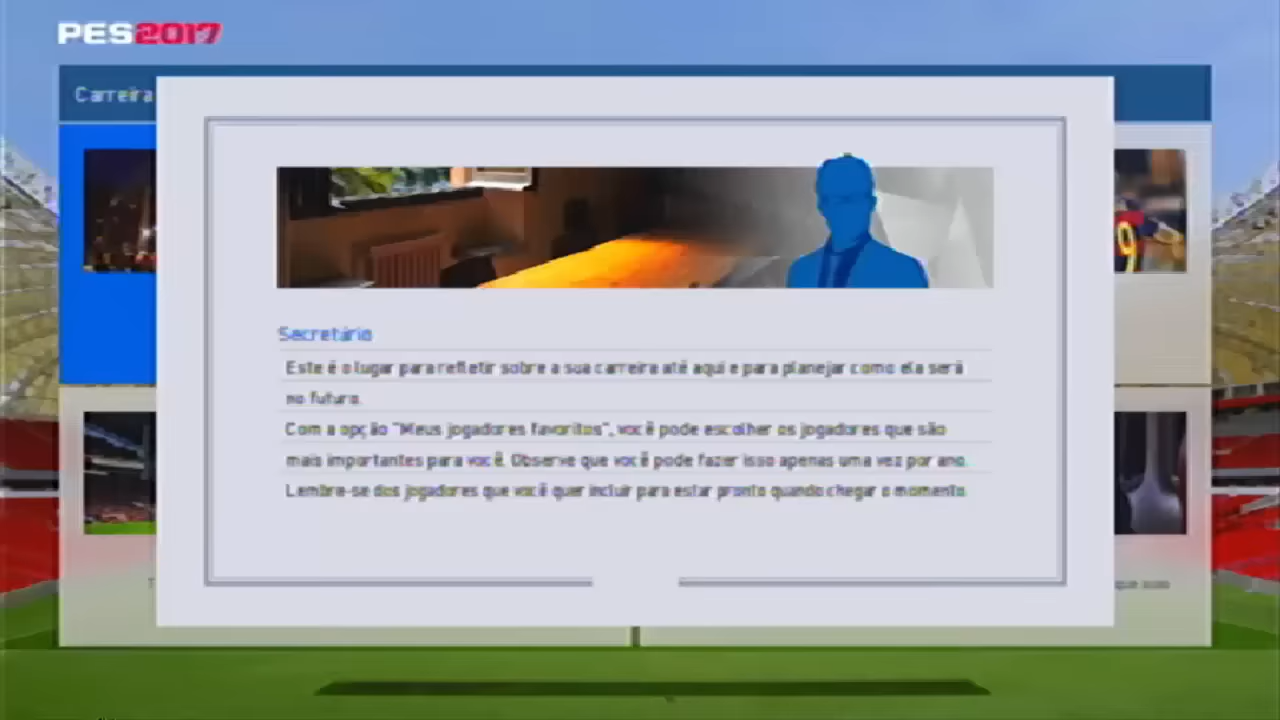 PES2017
Carreira
9
Secretário
Este é o lugar para refletir sobre a sua carreira até aqui e para planejar como ela será
no futuro.
Com a opção "Meus jogadores favoritos", você pode escolher os jogadores que são
mais importantes para você. Observe que você pode fazer isso apenas uma vez por ano.
Lembre-se dos jogadores que você quer incluir para estar pronto quando chegar o momento.
T
que